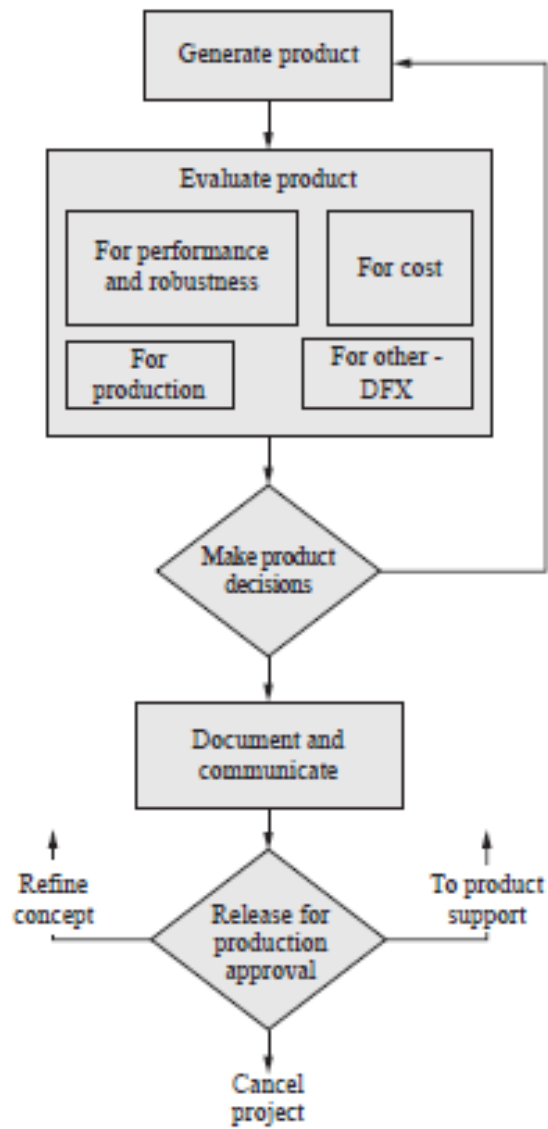 Generate product
Evaluate product
For performance
and robustness
For cost
For
production
For other -
DFX
Make product
decisions
Document and
communicate
Refine
concept
To product
support
Release for
production
approval
Cancel
project